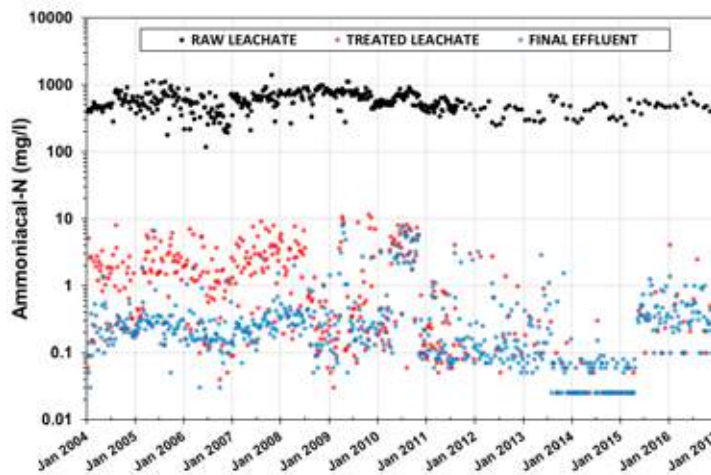 10000
RAW LEACHATE TREATED LEACHATE FINAL EFFLUENT
1000
100
10
1
0.1
0.01
Ammoniacal-N (mg/l)
Jan 2004 Jan 2005 Jan 2006 Jan 2007 Jan 2008 Jan 2009 Jan 2010 Jan 2011 Jan 2012 Jan 2013 Jan 2014 Jan 2015 Jan 2016 Jan 2017